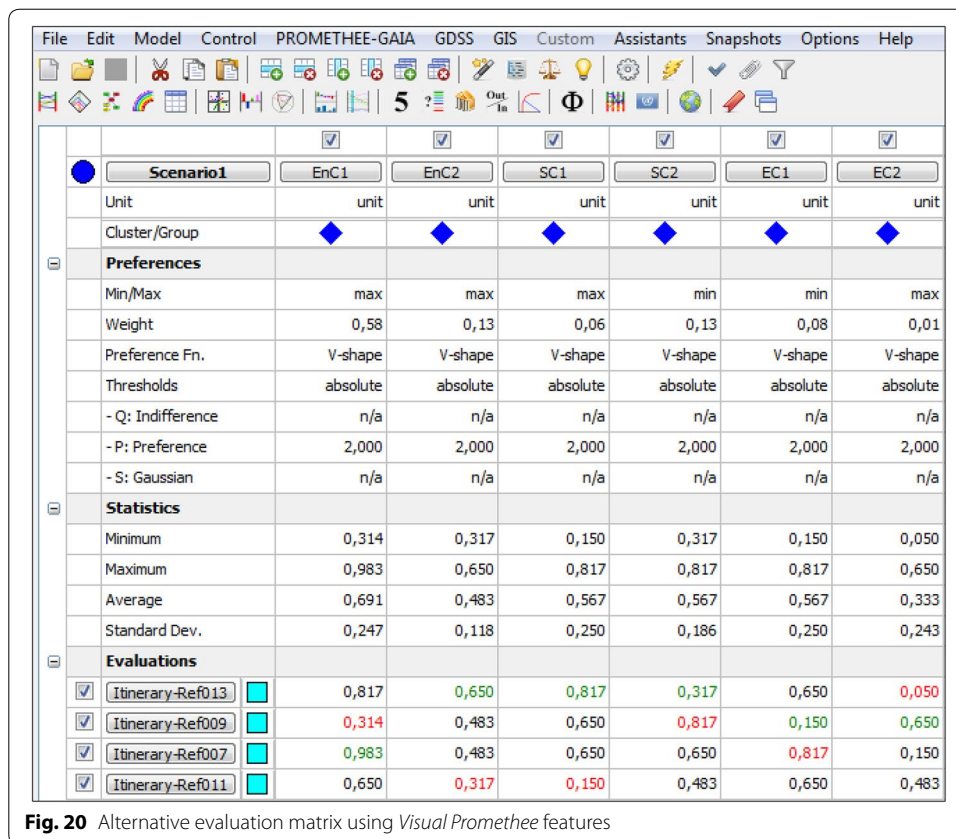 File Edit Model Control PROMETHEE-GAIA GDSS GIS Custom Assistants Snapshots Options Help
5 ?
Out In Φ
Scenario1 EnC1 EnC2 SC1 SC2 EC1 EC2
Unit unit unit unit unit unit unit
Cluster/Group
Preferences
Min/Max max max max min min max
Weight 0,58 0,13 0,06 0,13 0,08 0,01
Preference Fn. V-shape V-shape V-shape V-shape V-shape V-shape
Thresholds absolute absolute absolute absolute absolute absolute
- Q: Indifference n/a n/a n/a n/a n/a n/a
- P: Preference 2,000 2,000 2,000 2,000 2,000 2,000
- S: Gaussian n/a n/a n/a n/a n/a n/a
Statistics
Minimum 0,314 0,317 0,150 0,317 0,150 0,050
Maximum 0,983 0,650 0,817 0,817 0,817 0,650
Average 0,691 0,483 0,567 0,567 0,567 0,333
Standard Dev. 0,247 0,118 0,250 0,186 0,250 0,243
Evaluations
Itinerary-Ref013 0,817 0,650 0,817 0,317 0,650 0,050
Itinerary-Ref009 0,314 0,483 0,650 0,817 0,150 0,650
Itinerary-Ref007 0,983 0,483 0,650 0,650 0,817 0,150
Itinerary-Ref011 0,650 0,317 0,150 0,483 0,650 0,483
Fig. 20 Alternative evaluation matrix using Visual Promethee features